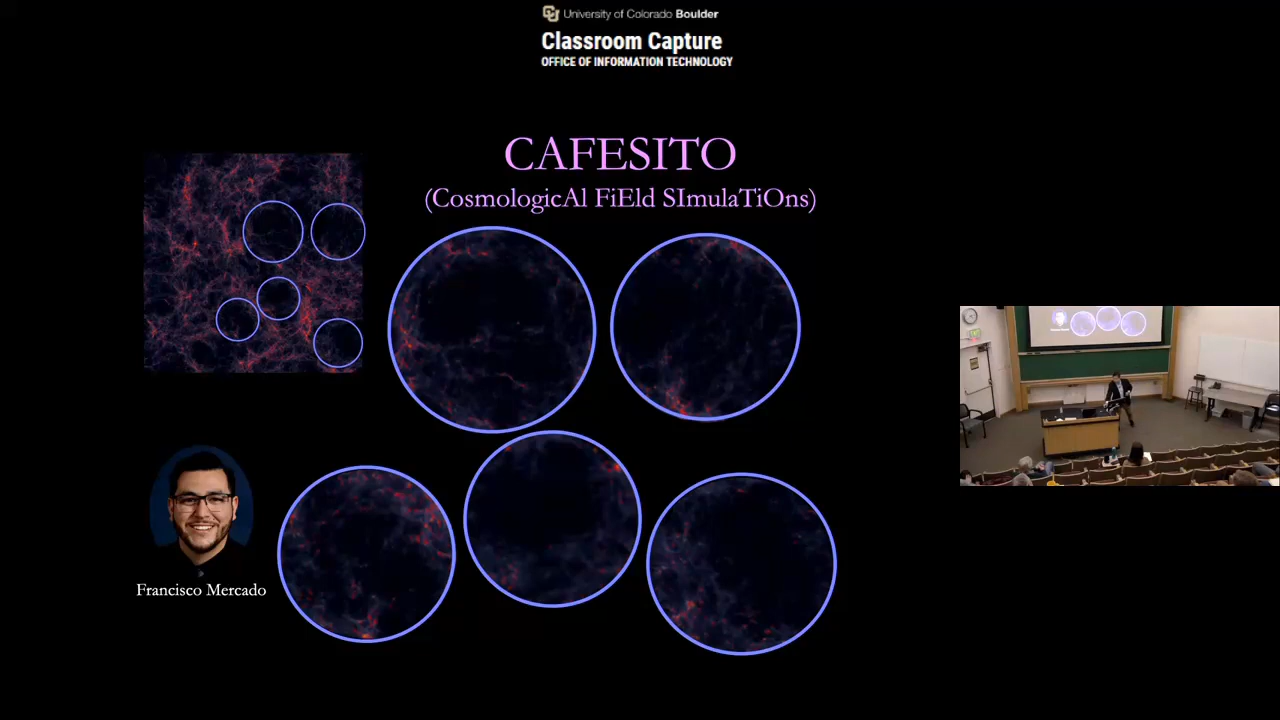 University of Colorado Boulder
Classroom Capture
OFFICE OF INFORMATION TECHNOLOGY
CAFESITO
(CosmologicAl FiEld SImulaTiOns)
Francisco Mercado